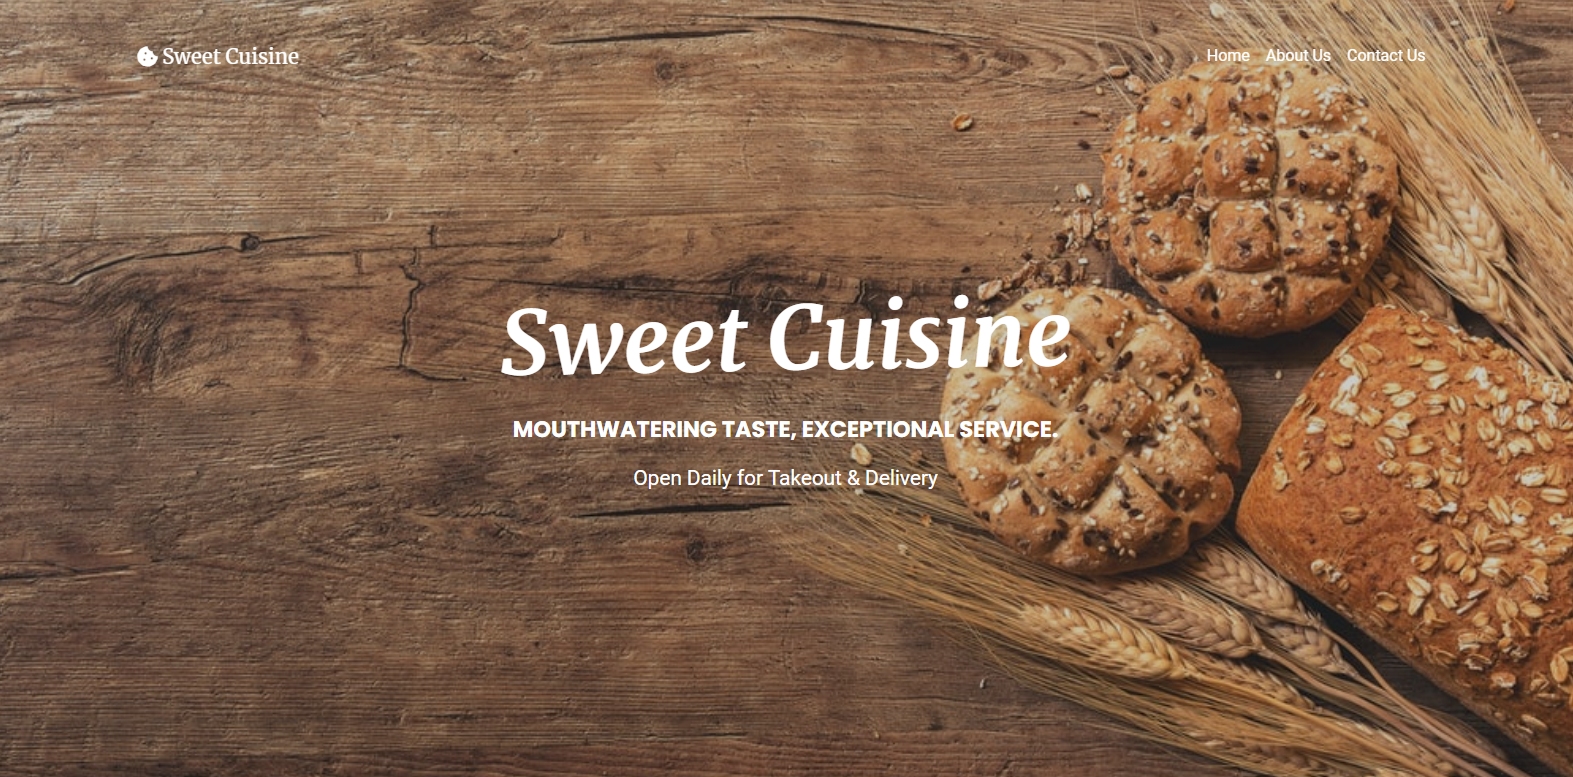 Sweet Cuisine
Home About Us Contact Us
Sweet Cuisine
MOUTHWATERING TASTE, EXCEPTIONAL SERVICE.
Open Daily for Takeout & Delivery